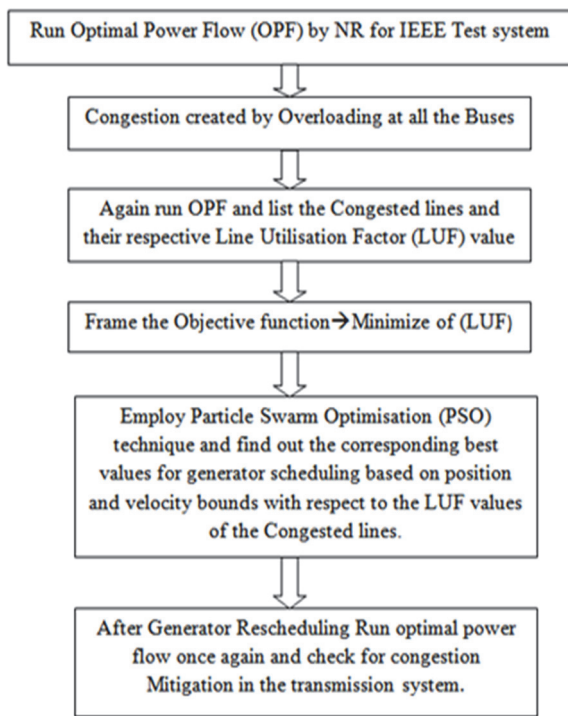 Run Optimal Power Flow (OPF) by NR for IEEE Test system
Congestion created by Overloading at all the Buses
Again run OPF and list the Congested lines and
their respective Line Utilisation Factor (LUF) value
Frame the Objective function→Minimize of (LUF)
Employ Particle Swarm Optimisation (PSO)
technique and find out the corresponding best
values for generator scheduling based on position
and velocity bounds with respect to the LUF values
of the Congested lines.
After Generator Rescheduling Run optimal power
flow once again and check for congestion
Mitigation in the transmission system.